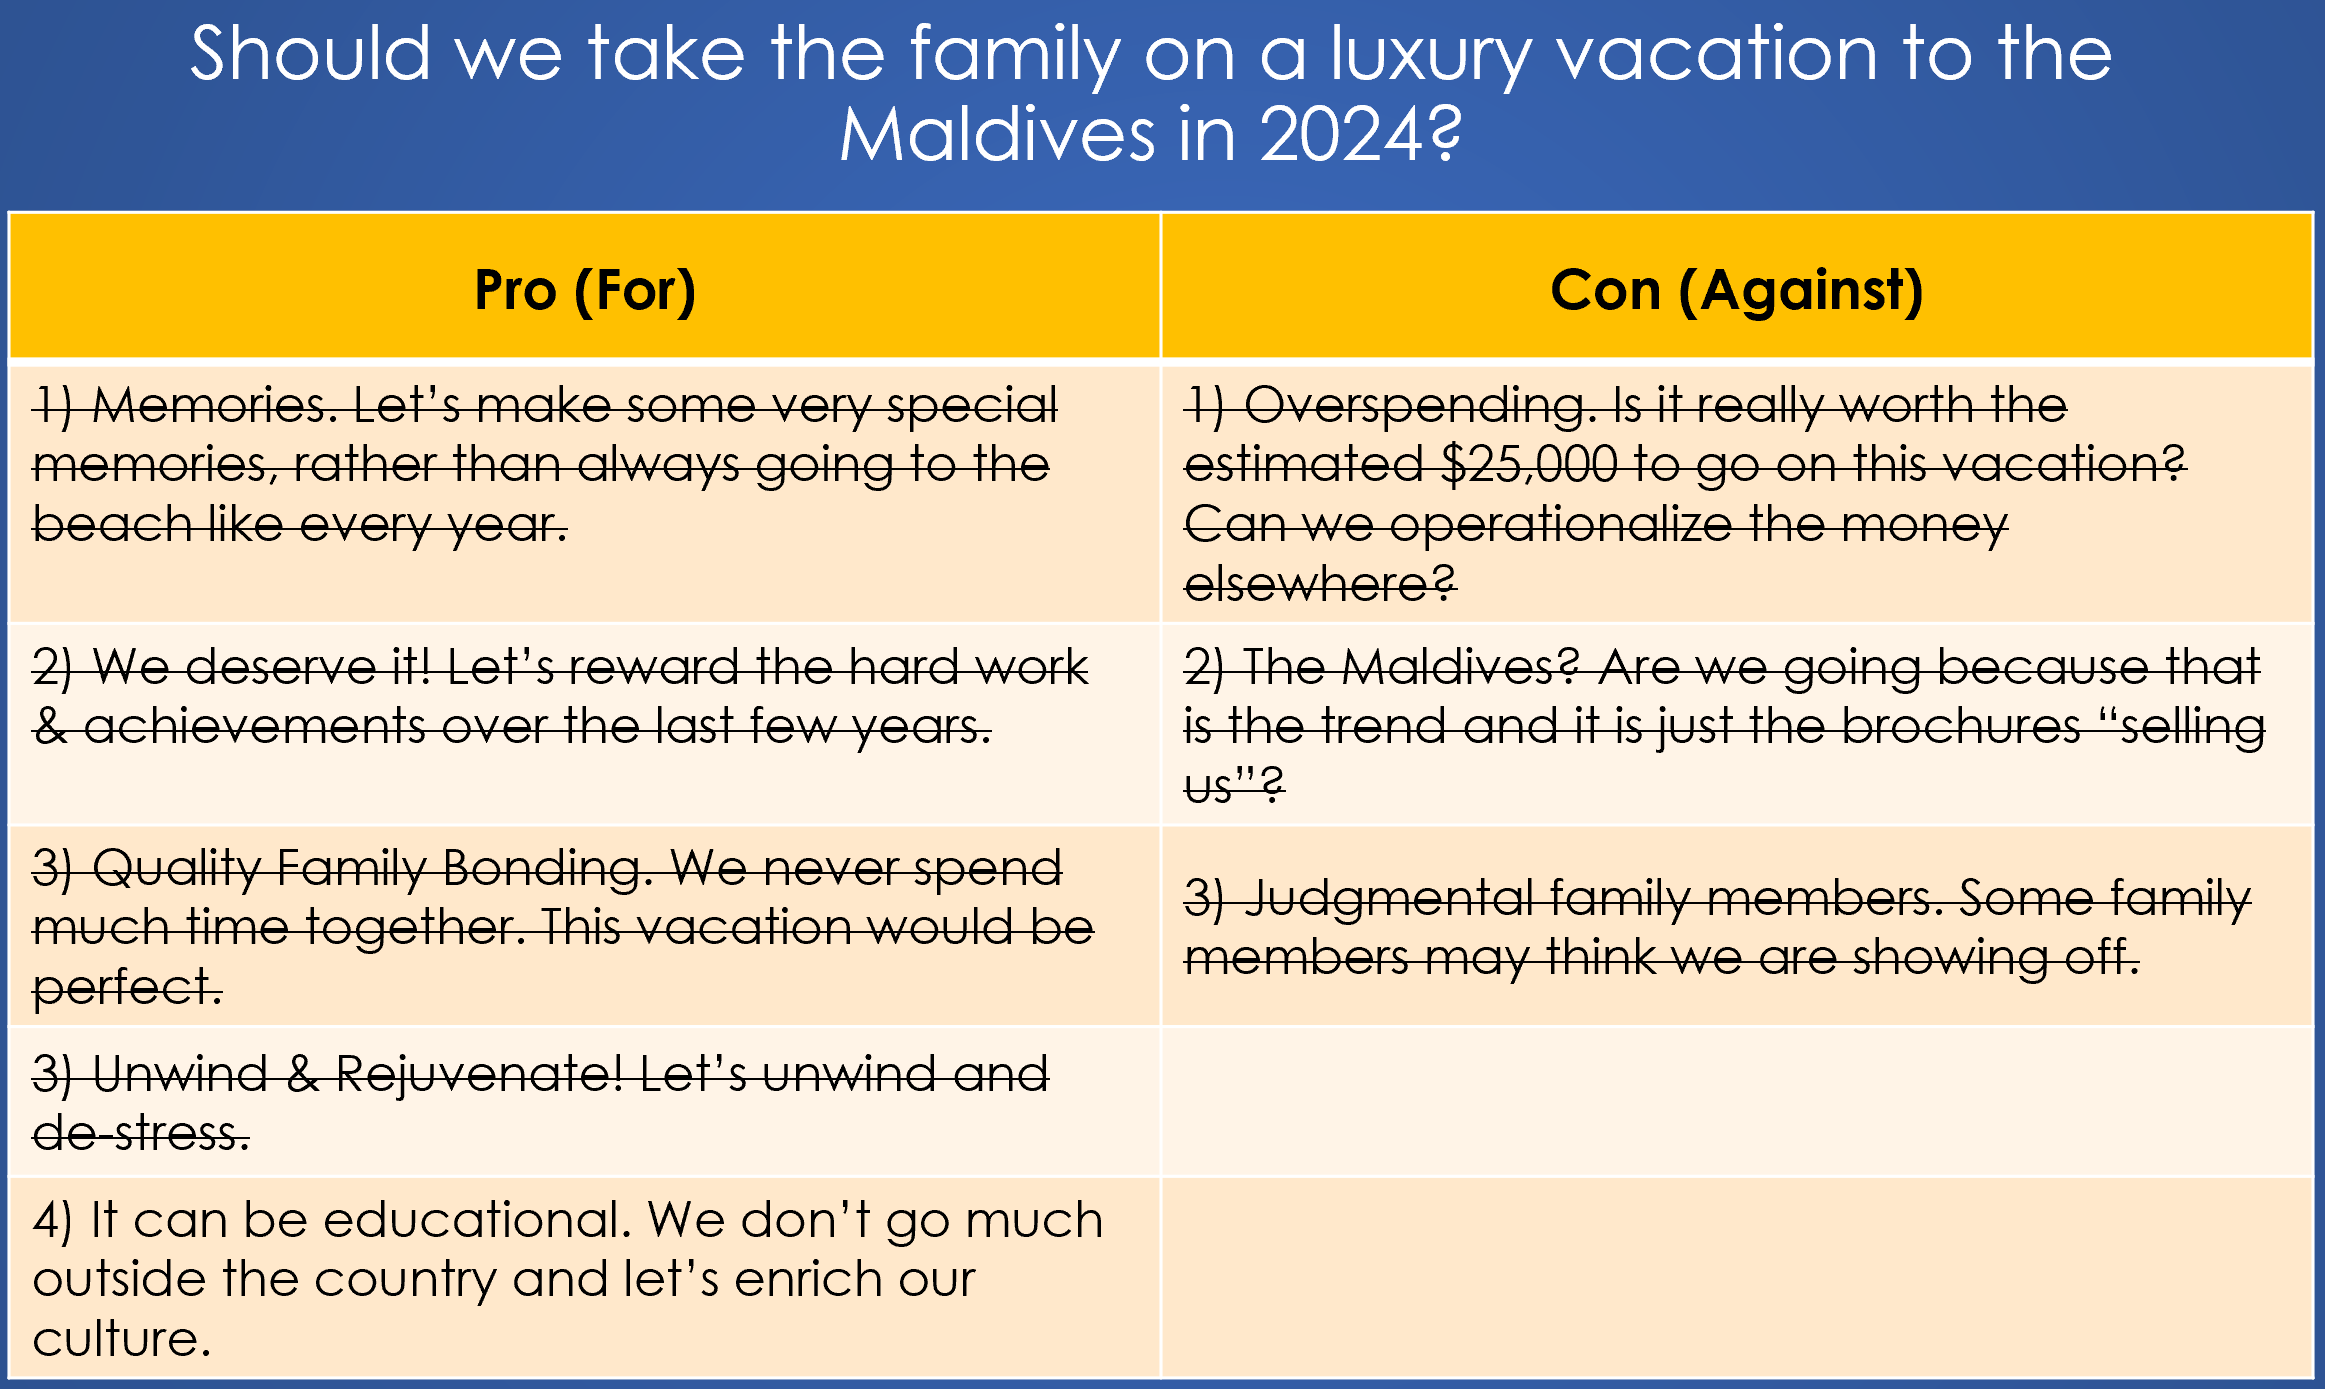 Should we take the family on a luxury vacation to the
Maldives in 2024?
Pro (For)
Con (Against)
1) Memories. Let’s make some very special
memories, rather than always going to the
beach like every year.
1) Overspending. Is it really worth the
estimated $25,000 to go on this vacation?
Can we operationalize the money
elsewhere?
2) We deserve it! Let’s reward the hard work
& achievements over the last few years.
2) The Maldives? Are we going because that
is the trend and it is just the brochures “selling
us”?
3) Quality Family Bonding. We never spend
much time together. This vacation would be
perfect.
3) Judgmental family members. Some family
members may think we are showing off.
3) Unwind & Rejuvenate! Let’s unwind and
de-stress.
4) It can be educational. We don’t go much
outside the country and let’s enrich our
culture.